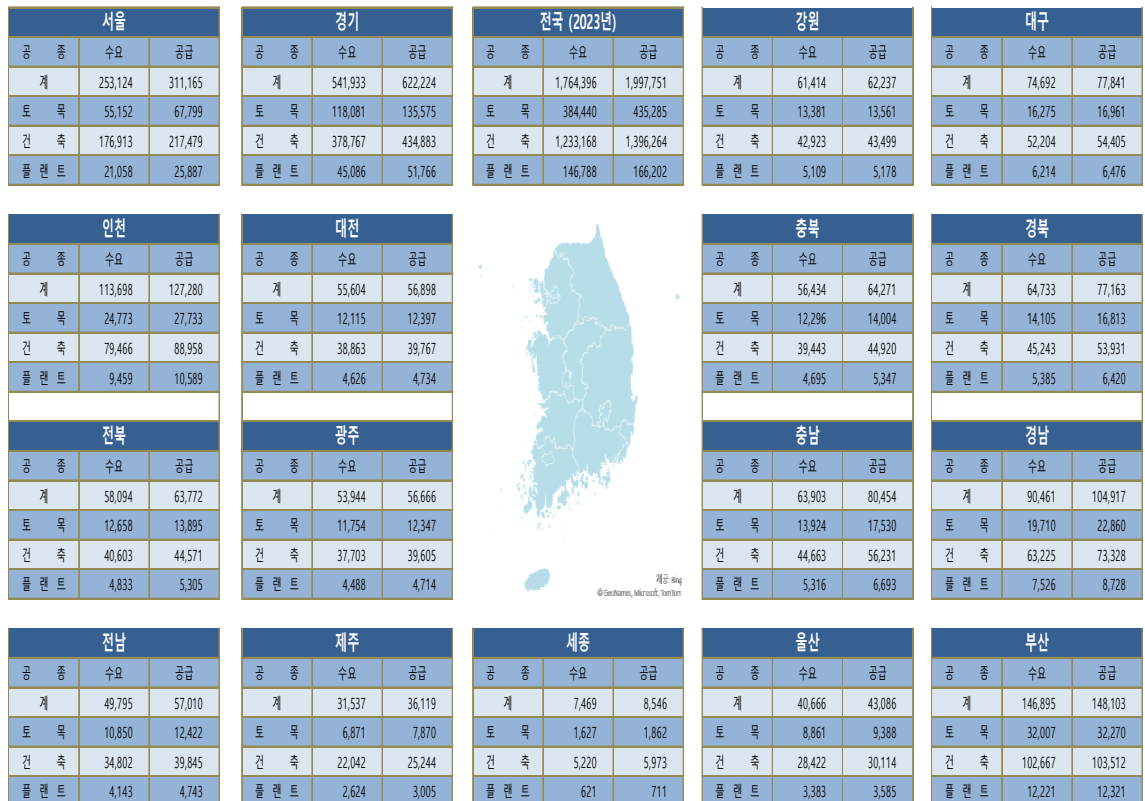 서울
공 종 수요 공급
계 253,124 311,165
토 목 55,152 67,799
건 축 176,913 217,479
플 랜 트 21,058 25,887
경기
공 종 수요 공급
계 541,933 622,224
토 목 118,081 135,575
건 축 378,767 434,883
플 랜 트 45,086 51,766
전국 (2023년)
공 종 수요 공급
계 1,764,396 1,997,751
토 목 384,440 435,285
건 축 1,233,168 1,396,264
플 랜 트 146,788 166,202
강원
공 종 수요 공급
계 61,414 62,237
토 목 13,381 13,561
건 축 42,923 43,499
플 랜 트 5,109 5,178
대구
공 종 수요 공급
계 74,692 77,841
토 목 16,275 16,961
건 축 52,204 54,405
플 랜 트 6,214 6,476
인천
공 종 수요 공급
계 113,698 127,280
토 목 24,773 27,733
건 축 79,466 88,958
플 랜 트 9,459 10,589
대전
공 종 수요 공급
계 55,604 56,898
토 목 12,115 12,397
건 축 38,863 39,767
플 랜 트 4,626 4,734
충북
공 종 수요 공급
계 56,434 64,271
토 목 12,296 14,004
건 축 39,443 44,920
플 랜 트 4,695 5,347
경북
공 종 수요 공급
계 64,733 77,163
토 목 14,105 16,813
건 축 45,243 53,931
플 랜 트 5,385 6,420
전북
공 종 수요 공급
계 58,094 63,772
토 목 12,658 13,895
건 축 40,603 44,571
플 랜 트 4,833 5,305
광주
공 종 수요 공급
계 53,944 56,666
토 목 11,754 12,347
건 축 37,703 39,605
플 랜 트 4,488 4,714
제공: Bing
© GeoNames, Microsoft, TomTom
충남
공 종 수요 공급
계 63,903 80,454
토 목 13,924 17,530
건 축 44,663 56,231
플 랜 트 5,316 6,693
경남
공 종 수요 공급
계 90,461 104,917
토 목 19,710 22,860
건 축 63,225 73,328
플 랜 트 7,526 8,728
전남
공 종 수요 공급
계 49,795 57,010
토 목 10,850 12,422
건 축 34,802 39,845
플 랜 트 4,143 4,743
제주
공 종 수요 공급
계 31,537 36,119
토 목 6,871 7,870
건 축 22,042 25,244
플 랜 트 2,624 3,005
세종
공 종 수요 공급
계 7,469 8,546
토 목 1,627 1,862
건 축 5,220 5,973
플 랜 트 621 711
울산
공 종 수요 공급
계 40,666 43,086
토 목 8,861 9,388
건 축 28,422 30,114
플 랜 트 3,383 3,585
부산
공 종 수요 공급
계 146,895 148,103
토 목 32,007 32,270
건 축 102,667 103,512
플 랜 트 12,221 12,321